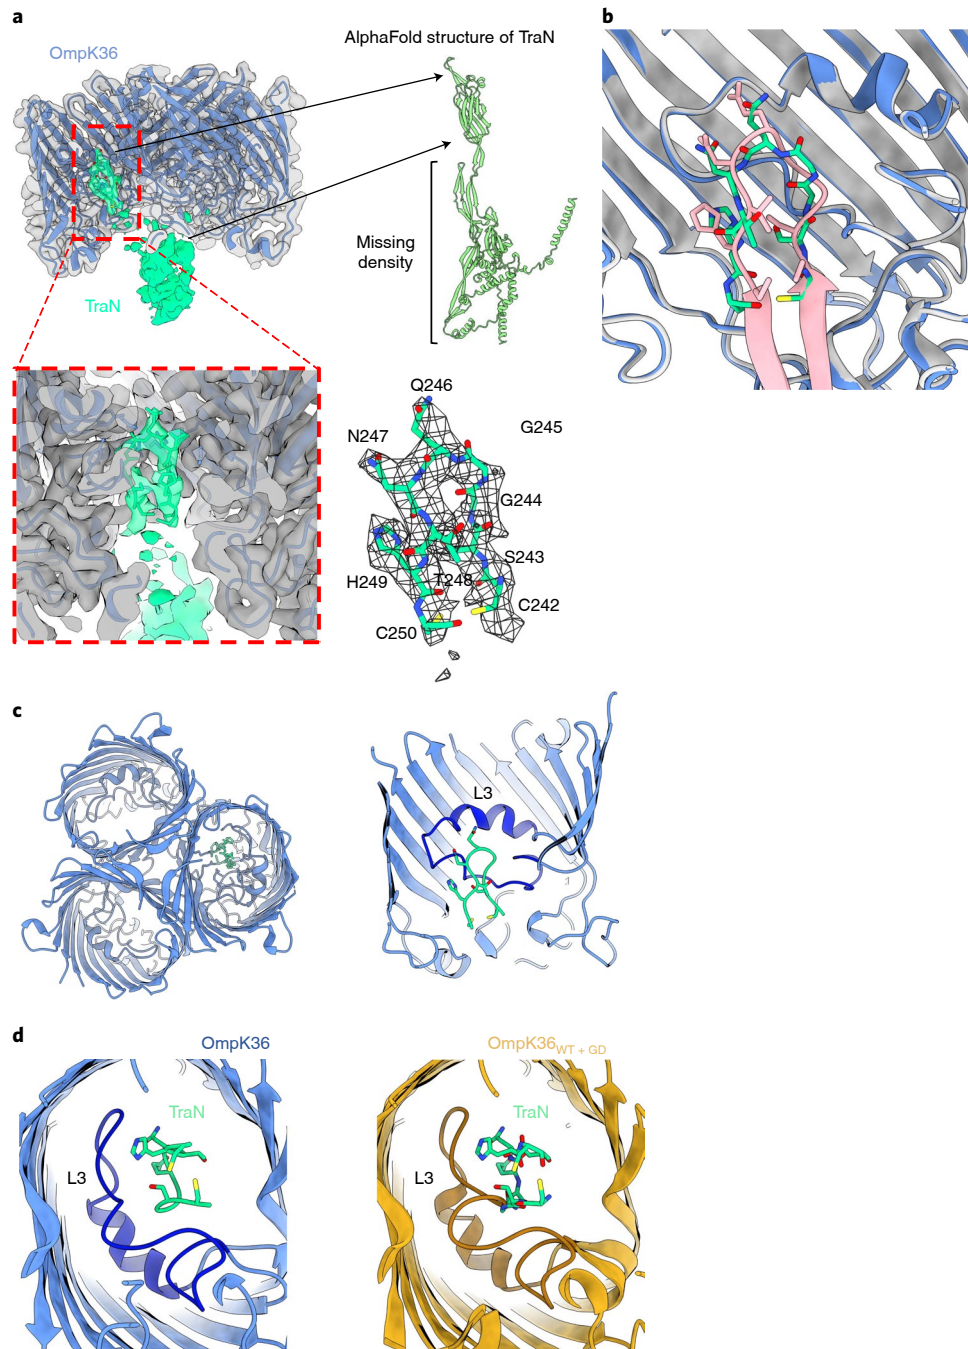 a
OmpK36
AlphaFold structure of TraN
Missing
density
TraN
Q246
N247
G245
G244
S243
H249
T248
C242
C250
b
c
L3
d
OmpK36
TraN
L3
OmpK36WT + GD
TraN
L3